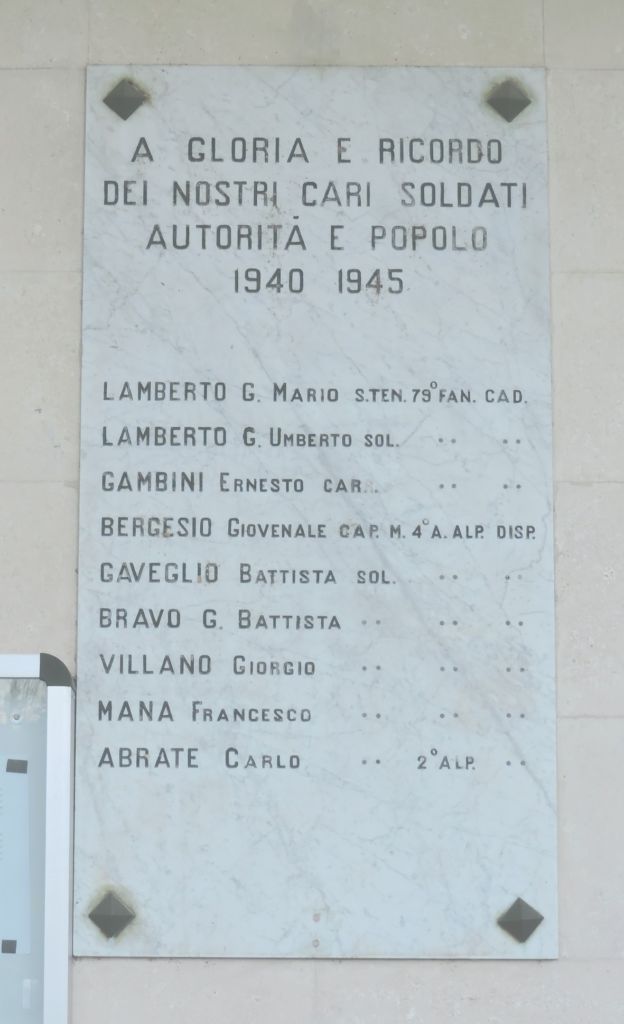 A GLORIA E RICORDO
DEI NOSTRI CARI SOLDATI
AUTORITÀ E POPOLO
1940 1945
LAMBERTO G. MARIO S.TEN. 79° FAN. CAD.
LAMBERTO G. UMBERTO SOL. .. ..
GAMBINI ERNESTO CAR... .. ..
BERGESIO GIOVENALE CAP. M. 4° A. ALP. DISP.
GAVEGLIO BATTISTA SOL. .. ..
BRAVO G. BATTISTA .. .. ..
VILLANO GIORGIO .. .. ..
MANA FRANCESCO .. .. ..
ABRATE CARLO .. 2° ALP. ..